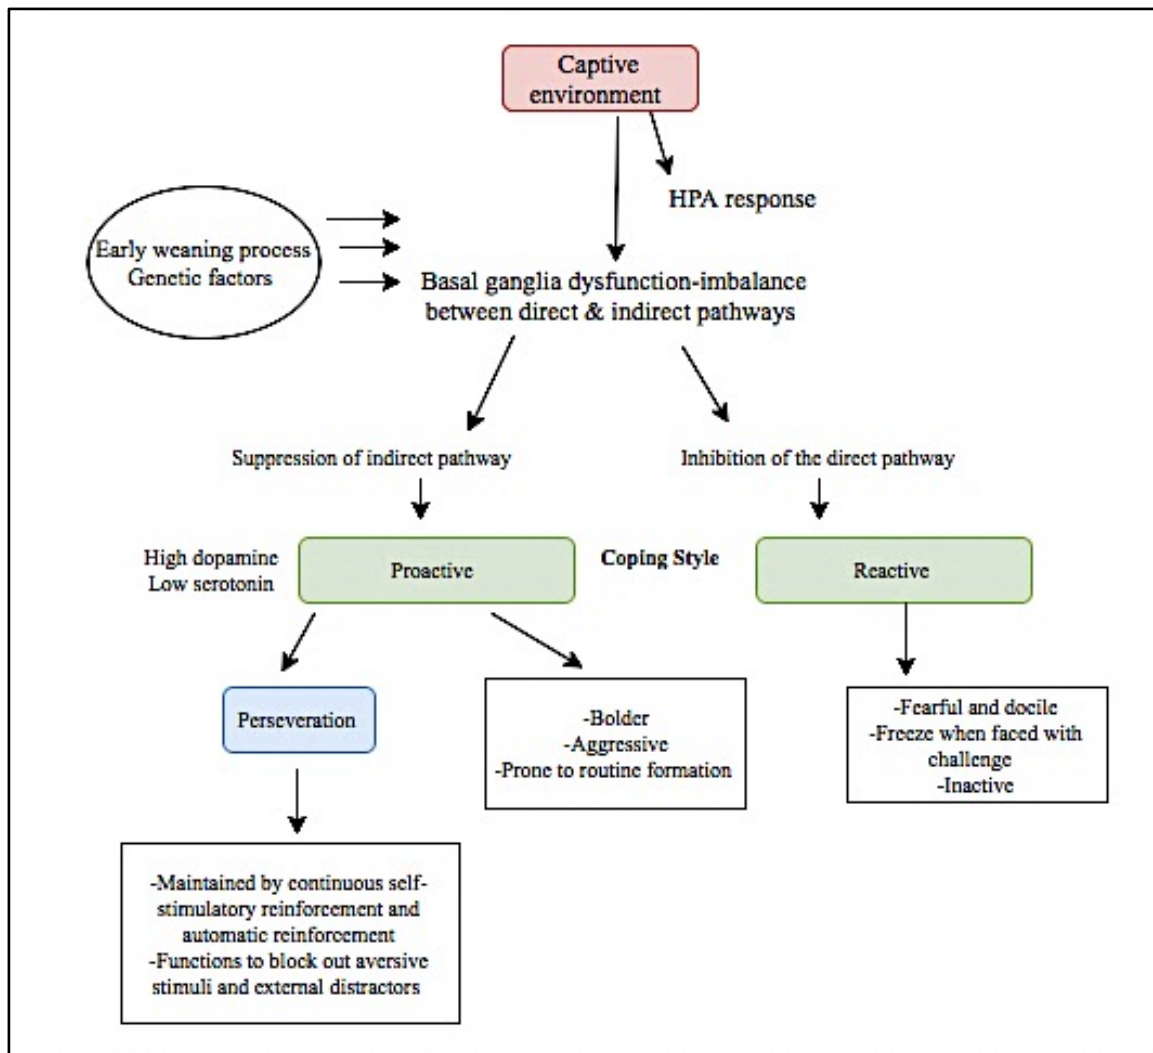 Captive
environment
HPA response
Early weaning process
Genetic factors
Basal ganglia dysfunction-imbalance
between direct & indirect pathways
Suppression of indirect pathway
Inhibition of the direct pathway
High dopamine
Low serotonin
Proactive
Coping Style
Reactive
Perseveration
-Bolder
-Aggressive
-Prone to routine formation
-Fearful and docile
-Freeze when faced with
challenge
-Inactive
-Maintained by continuous self-
stimulatory reinforcement and
automatic reinforcement
-Functions to block out aversive
stimuli and external distractors